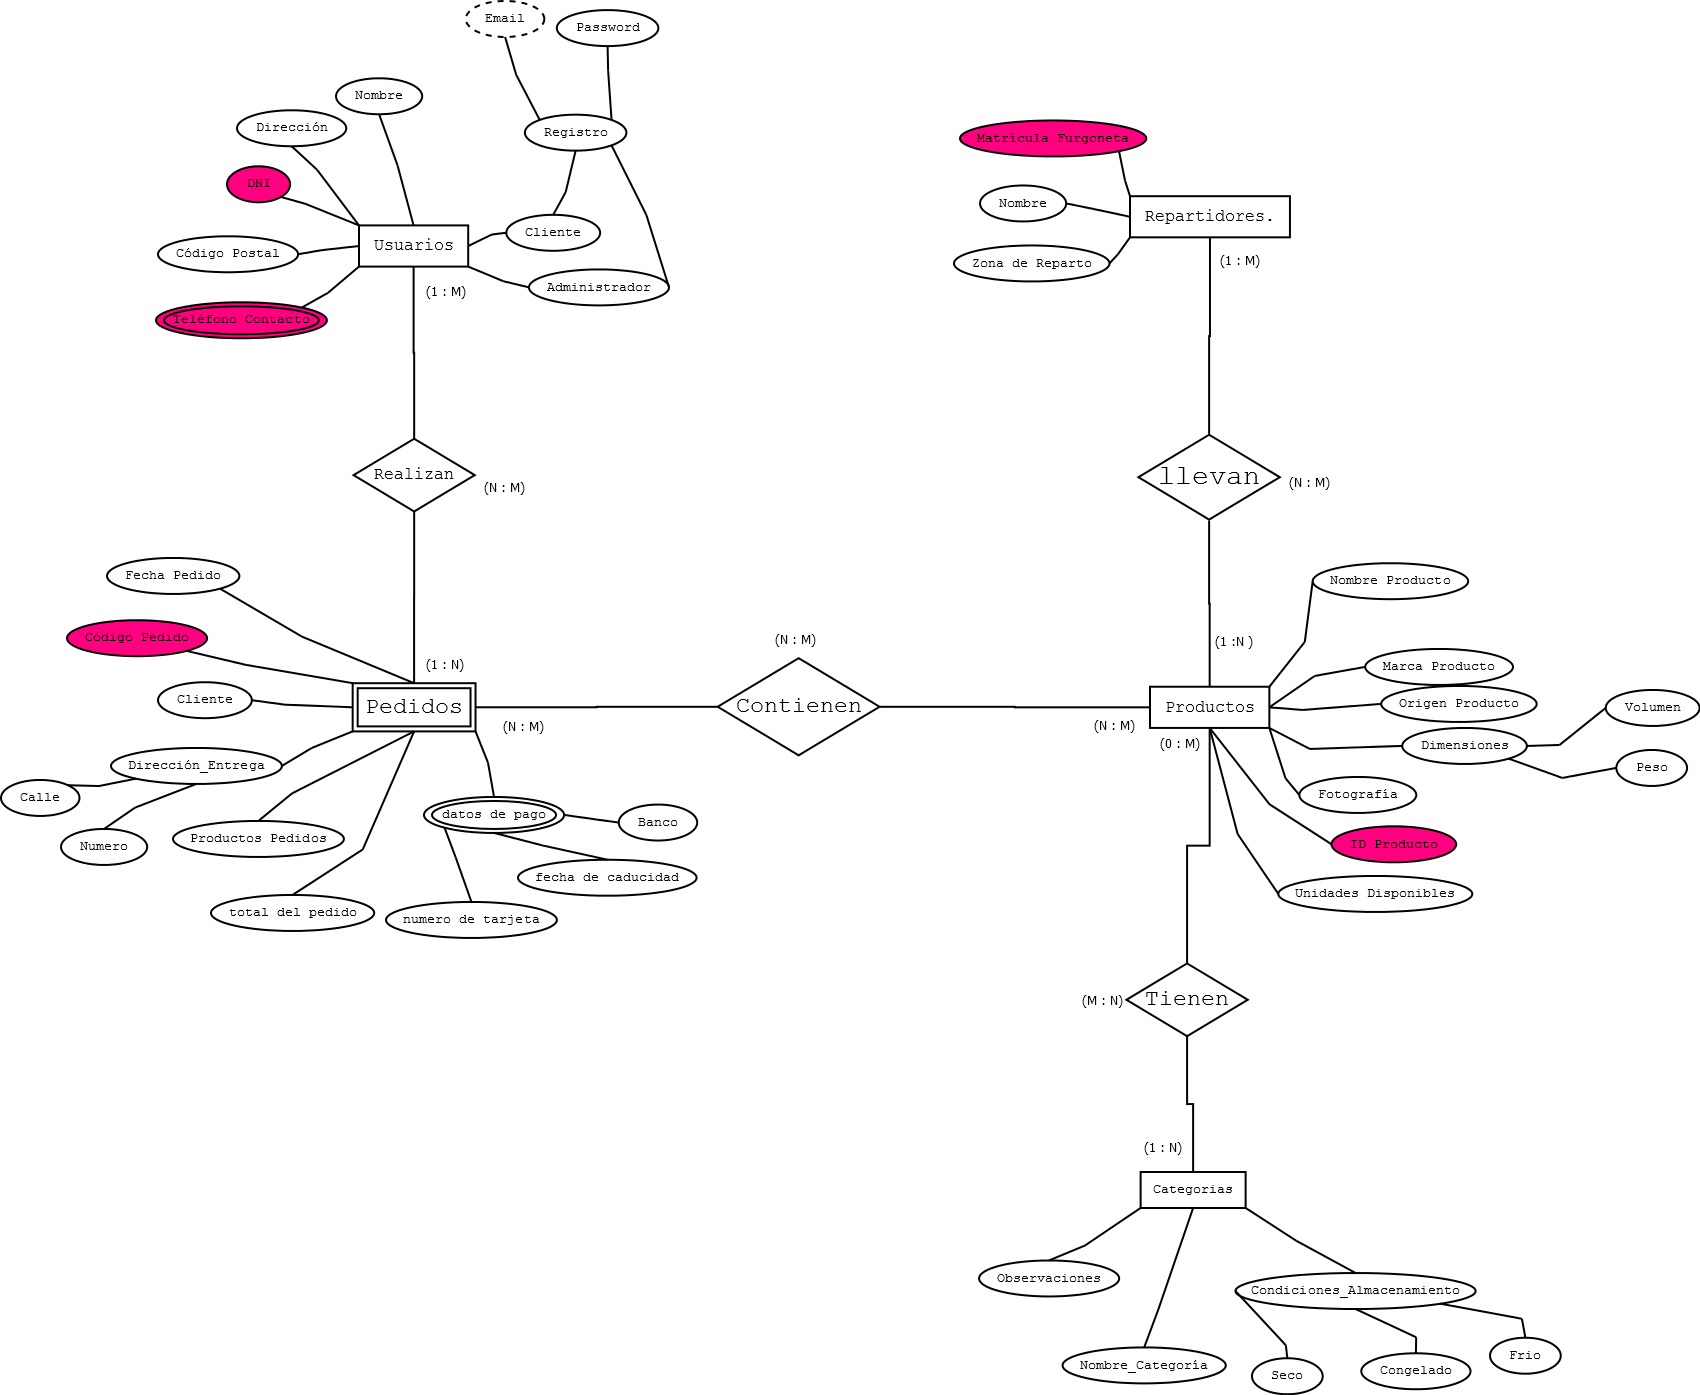 Email
Password
Nombre
Dirección
Registro
DNI
Cliente
Código Postal
Usuarios
Administrador
Teléfono Contacto
(1 : M)
Matrícula Furgoneta
Nombre
Repartidores.
Zona de Reparto
(1 : M)
Realizan
(N : M)
llevan
(N : M)
Fecha Pedido
Código Pedido
(1 : N)
Cliente
Pedidos
(N : M)
Contienen
(N : M)
(N : M)
Dirección_Entrega
Calle
Numero
Productos Pedidos
total del pedido
datos de pago
Banco
fecha de caducidad
numero de tarjeta
(1 :N )
Nombre Producto
Marca Producto
Productos
Origen Producto
Volumen
(0 : M)
Dimensiones
Peso
Fotografía
ID Producto
Unidades Disponibles
(M : N)
Tienen
(1 : N)
Categorias
Observaciones
Condiciones_Almacenamiento
Nombre_Categoría
Seco
Congelado
Frio